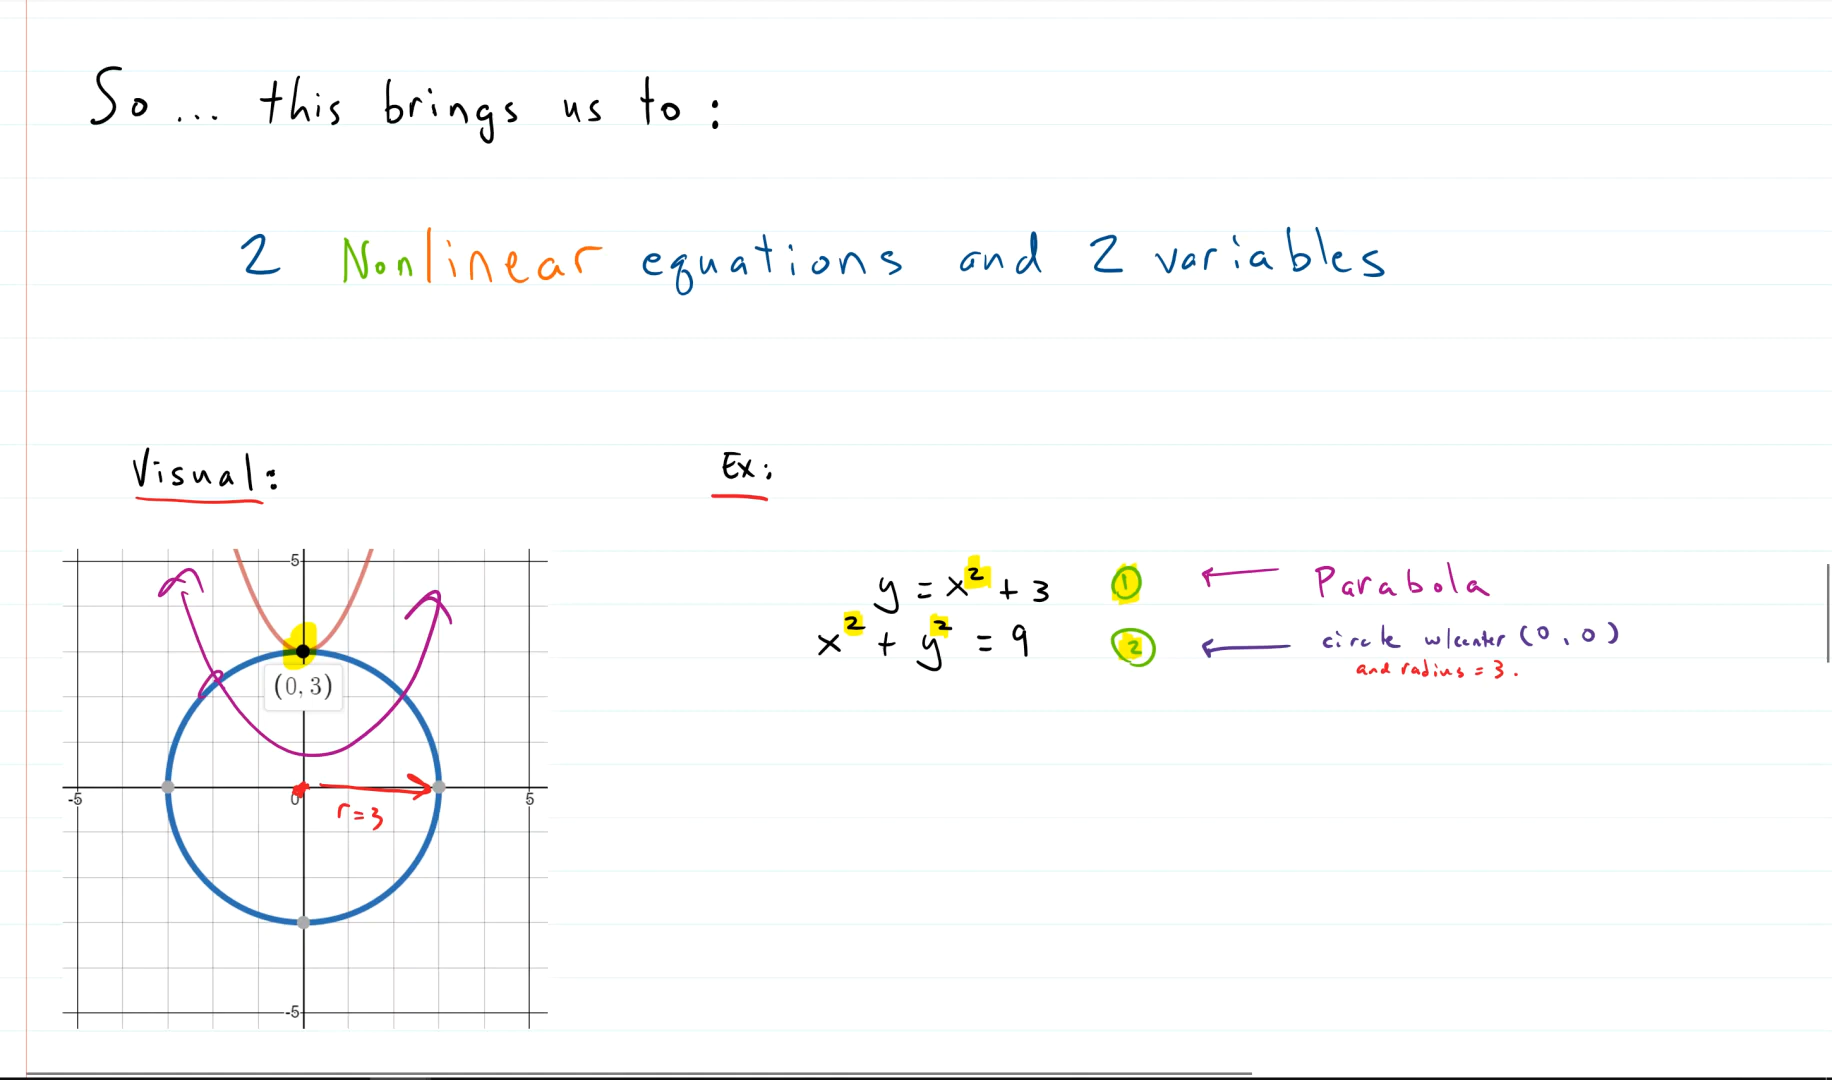 So... this brings us to:
2 Nonlinear equations and 2 variables
Visual:
Ex:
5
(0, 3)
-5
0
5
r=3
-5
y = x² + 3 ① ← Parabola
x² + y² = 9 ② ← circle w/center (0, 0)
and radius = 3.